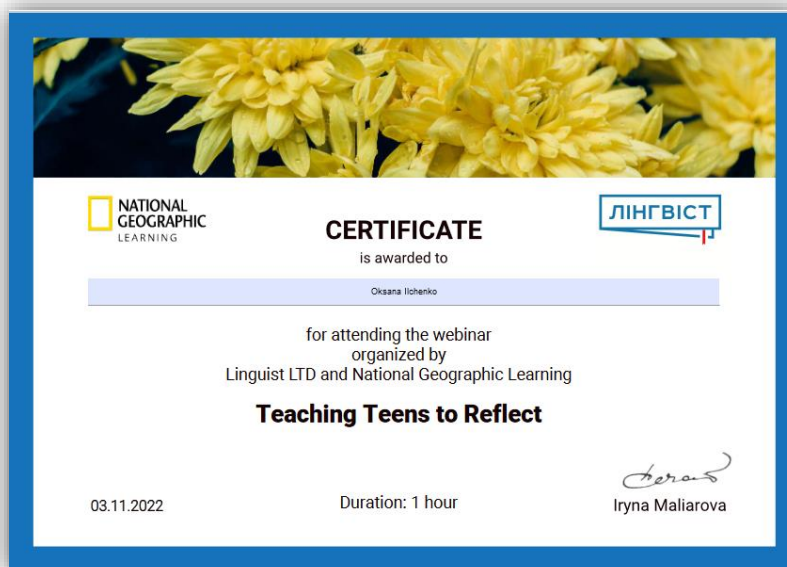 NATIONAL
GEOGRAPHIC
LEARNING
ЛІНГВІСТ
CERTIFICATE
is awarded to
Oksana Ilchenko
for attending the webinar
organized by
Linguist LTD and National Geographic Learning
Teaching Teens to Reflect
03.11.2022
Duration: 1 hour
Iryna Maliarova